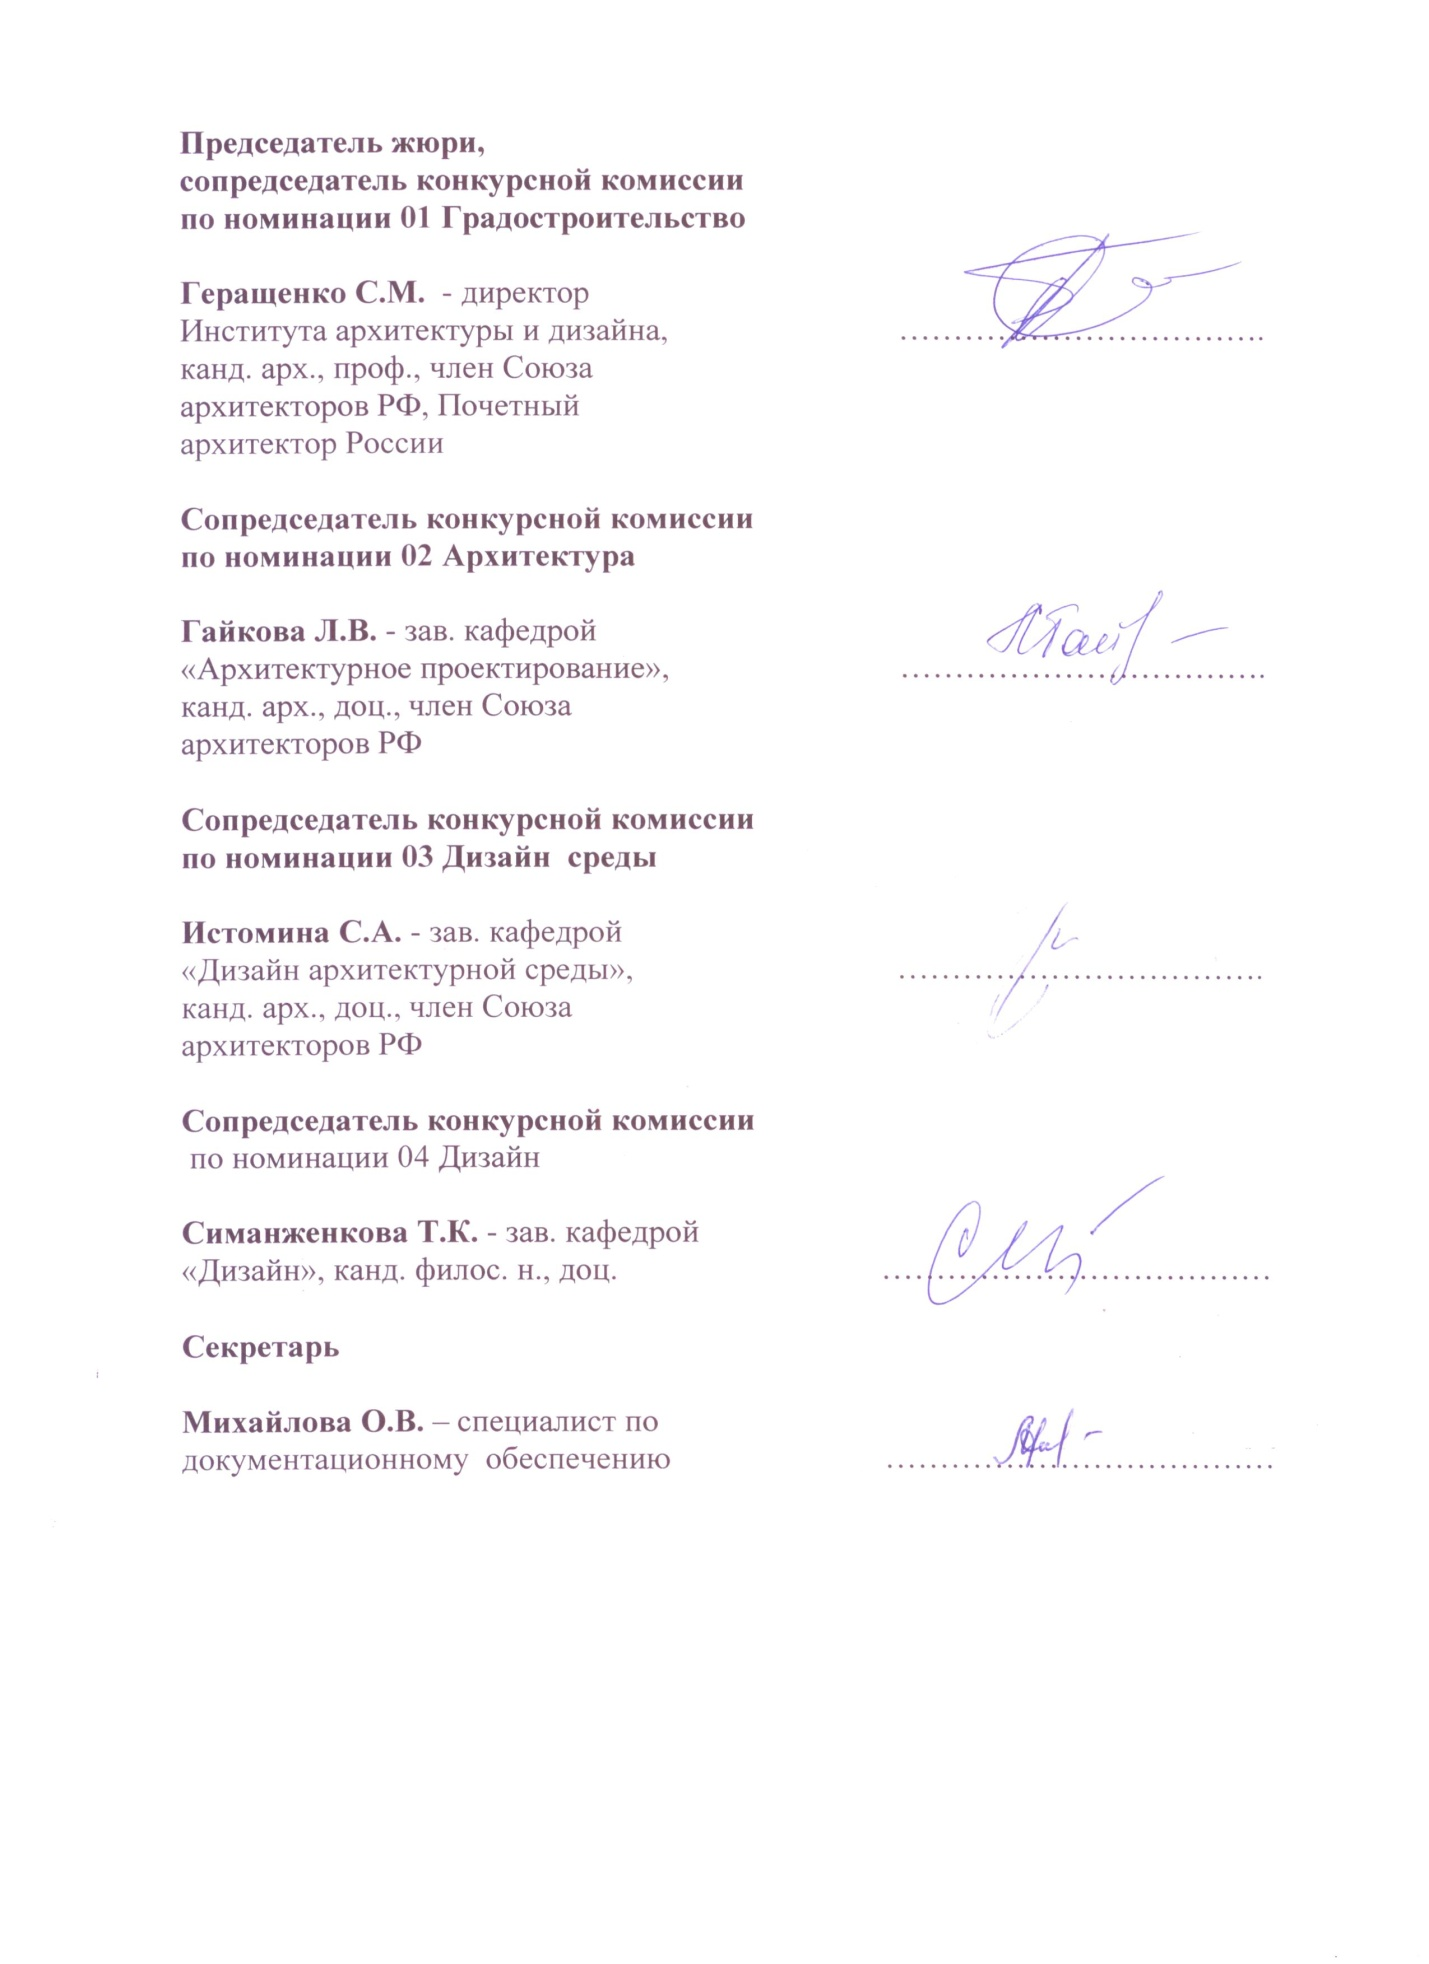 Председатель жюри,
сопредседатель конкурсной комиссии
по номинации 01 Градостроительство
Геращенко С.М.  - директор
Института архитектуры и дизайна,
канд. арх., проф., член Союза
архитекторов РФ, Почетный
архитектор России
Сопредседатель конкурсной комиссии
по номинации 02 Архитектура
Гайкова Л.В. - зав. кафедрой
«Архитектурное проектирование»,
канд. арх., доц., член Союза
архитекторов РФ
Сопредседатель конкурсной комиссии
по номинации 03 Дизайн  среды
Истомина С.А. - зав. кафедрой
«Дизайн архитектурной среды»,
канд. арх., доц., член Союза
архитекторов РФ
Сопредседатель конкурсной комиссии
по номинации 04 Дизайн
Симанженкова Т.К. - зав. кафедрой
«Дизайн», канд. филос. н., доц.
Секретарь
Михайлова О.В. – специалист по
документационному  обеспечению